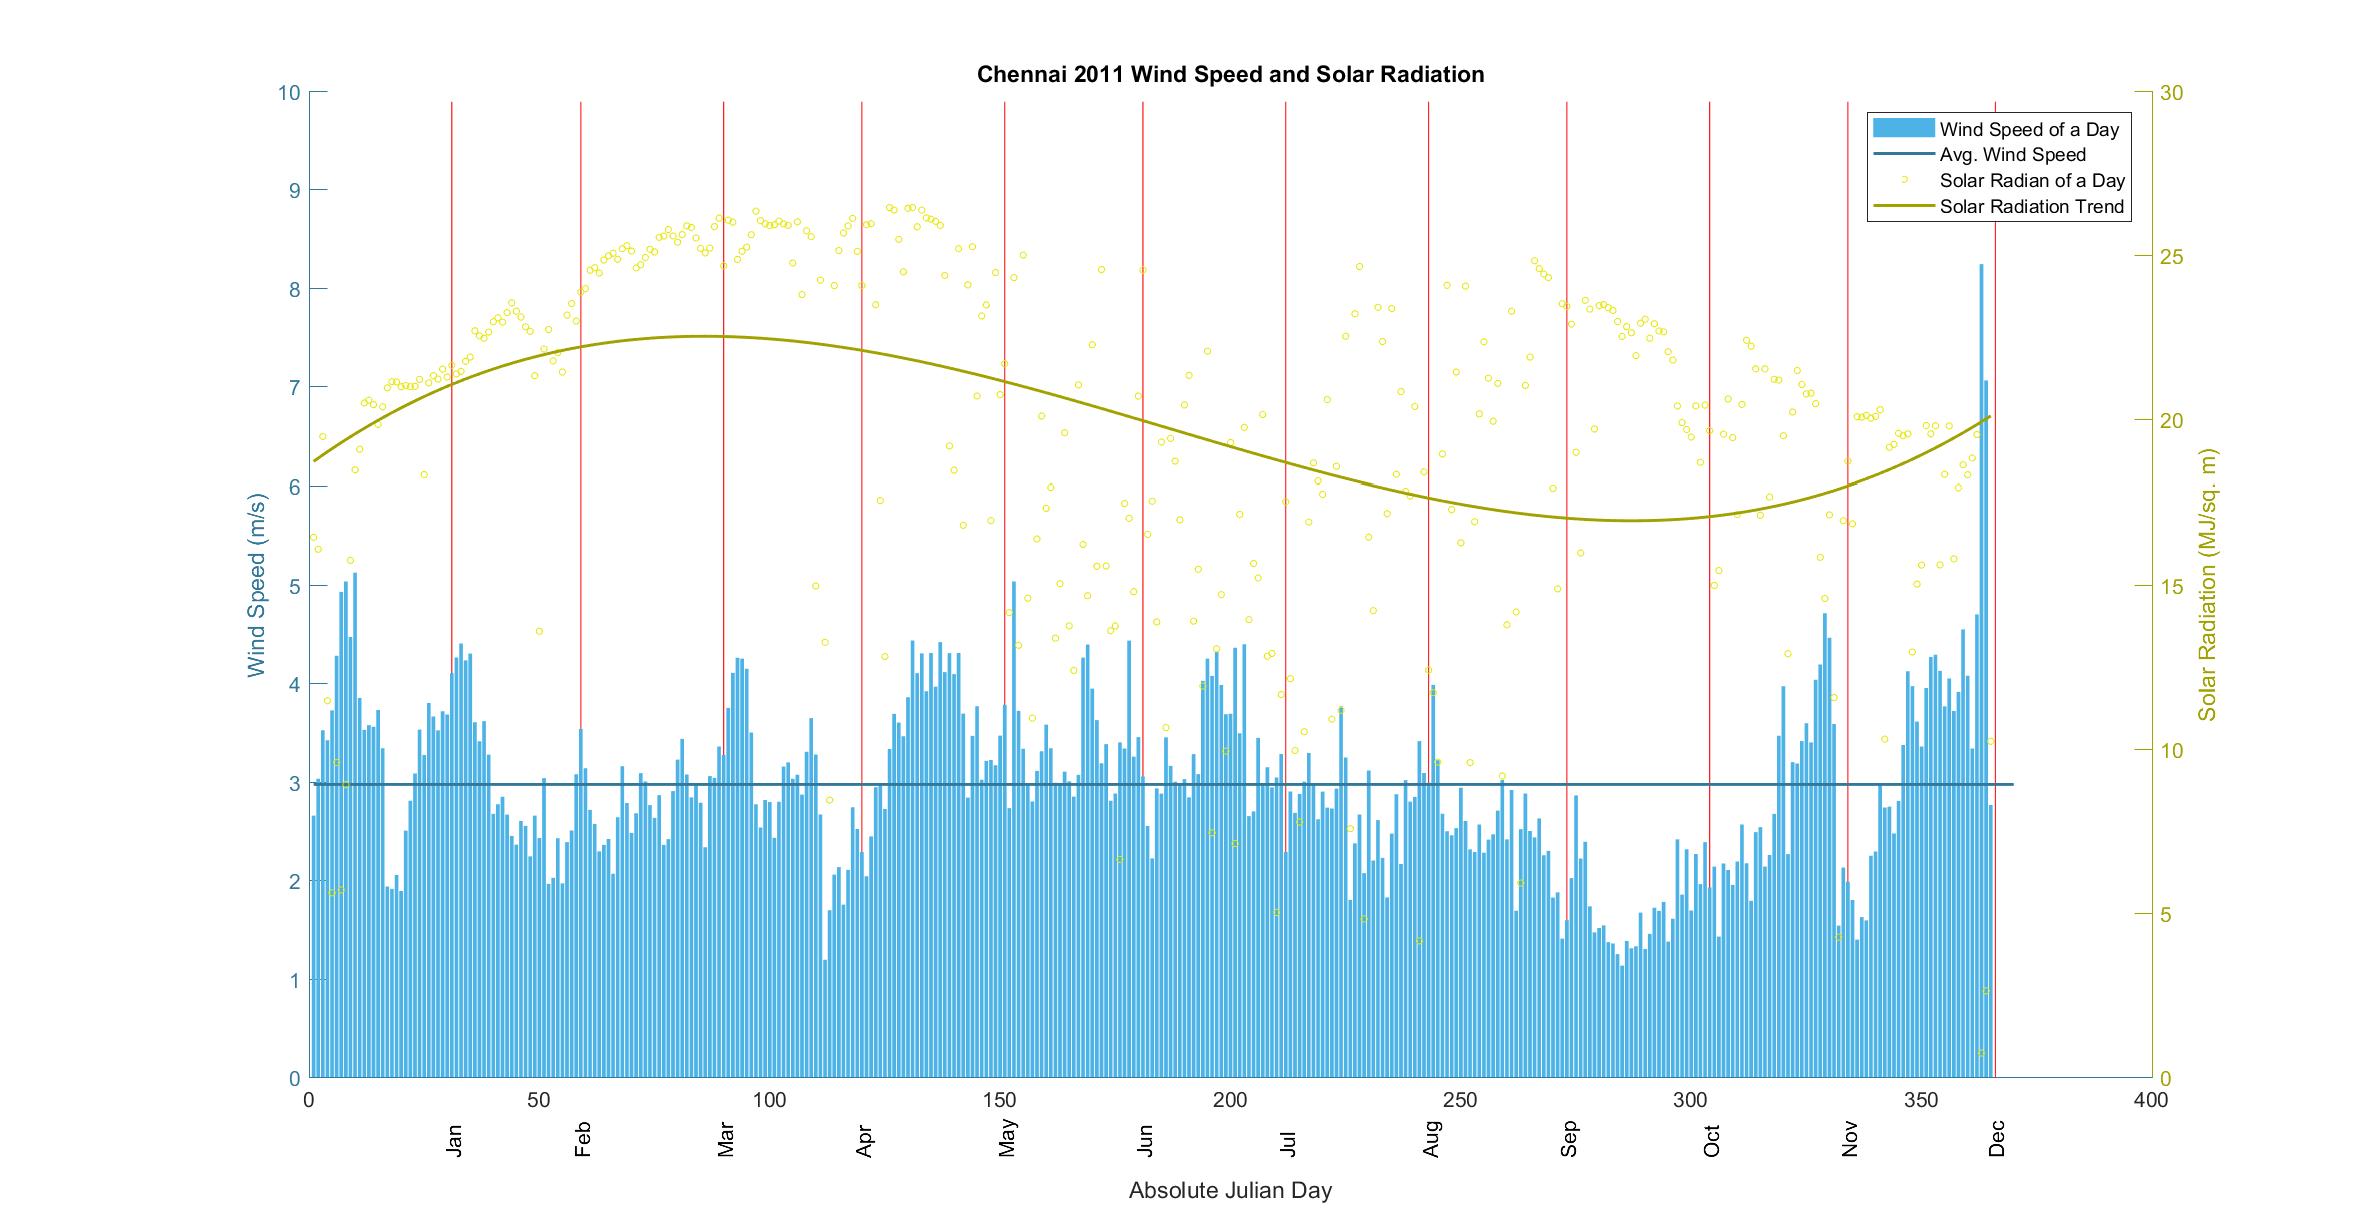 Chennai 2011 Wind Speed and Solar Radiation
Wind Speed of a Day
Avg. Wind Speed
Solar Radian of a Day
Solar Radiation Trend
10
9
8
7
6
5
4
3
2
1
0
Wind Speed (m/s)
30
25
20
15
10
5
0
Solar Radiation (MJ/sq. m)
0 50 100 150 200 250 300 350 400
Jan Feb Mar Apr May Jun Jul Aug Sep Oct Nov Dec
Absolute Julian Day